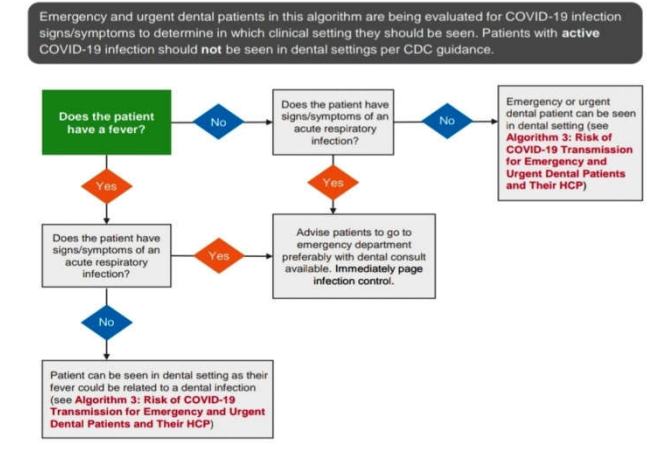 Emergency and urgent dental patients in this algorithm are being evaluated for COVID-19 infection
signs/symptoms to determine in which clinical setting they should be seen. Patients with active
COVID-19 infection should not be seen in dental settings per CDC guidance.
Does the patient
have a fever?
No
Does the patient have
signs/symptoms of an
acute respiratory
infection?
No
Emergency or urgent
dental patient can be seen
in dental setting (see
Algorithm 3: Risk of
COVID-19 Transmission
for Emergency and
Urgent Dental Patients
and Their HCP)
Yes
Yes
Does the patient have
signs/symptoms of an
acute respiratory
infection?
Yes
Advise patients to go to
emergency department
preferably with dental consult
available. Immediately page
infection control.
No
Patient can be seen in dental setting as their
fever could be related to a dental infection
(see Algorithm 3: Risk of COVID-19
Transmission for Emergency and Urgent
Dental Patients and Their HCP)